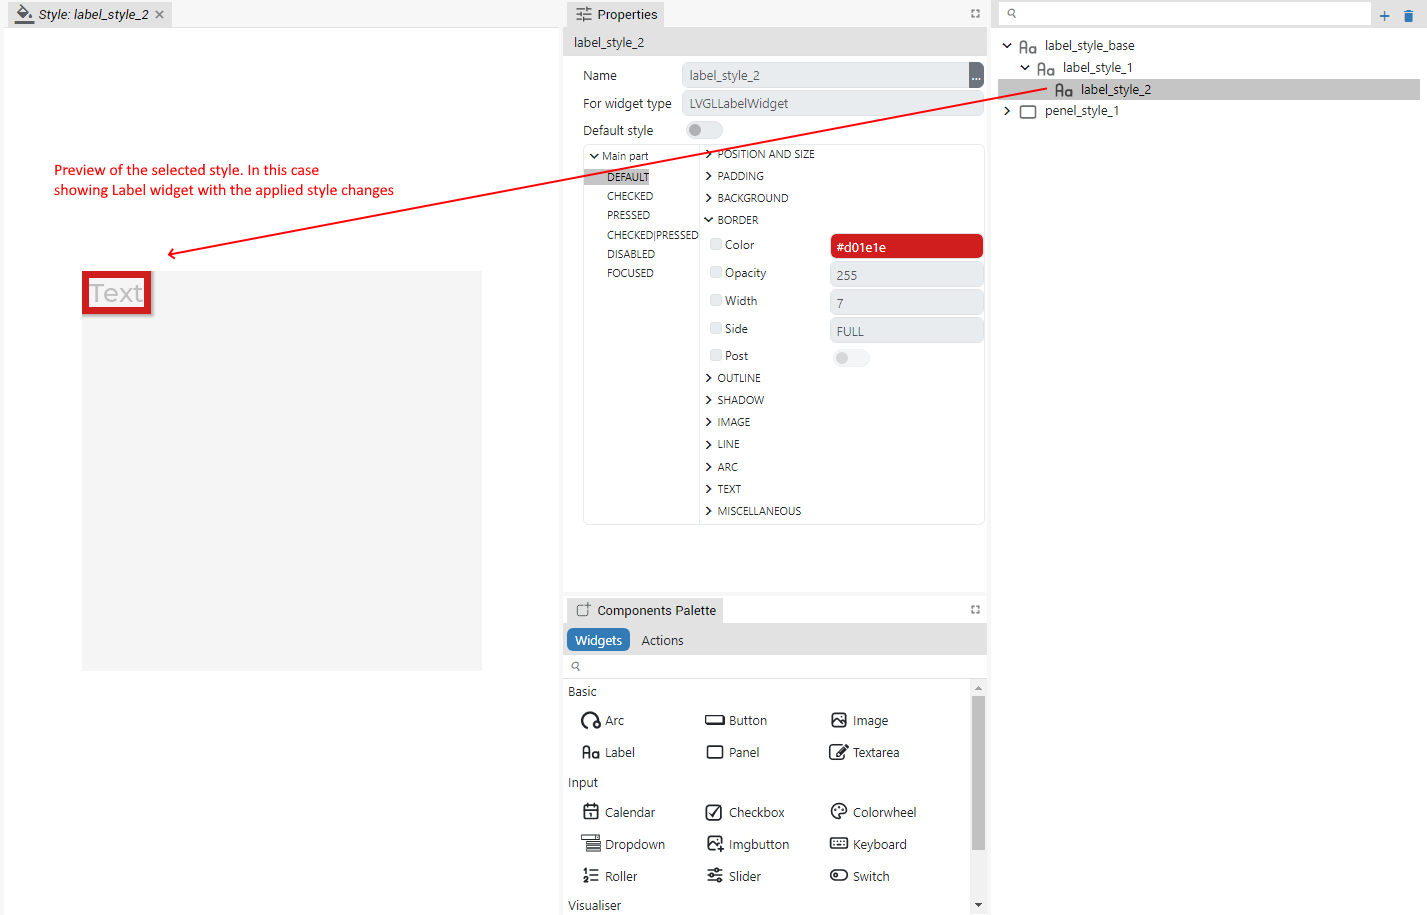 Style: label_style_2
Preview of the selected style. In this case
showing Label widget with the applied style changes
Text
Properties
label_style_2
Name
label_style_2
...
For widget type
LVGLLabelWidget
Default style
Main part
DEFAULT
CHECKED
PRESSED
CHECKED|PRESSED
DISABLED
FOCUSED
POSITION AND SIZE
PADDING
BACKGROUND
BORDER
Color
#d01e1e
Opacity
255
Width
7
Side
FULL
Post
OUTLINE
SHADOW
IMAGE
LINE
ARC
TEXT
MISCELLANEOUS
Components Palette
Widgets
Actions
Basic
Arc
Button
Image
Aa Label
Panel
Textarea
Input
Calendar
Checkbox
Colorwheel
Dropdown
Imgbutton
Keyboard
Roller
Slider
Switch
Visualiser
Aa label_style_base
Aa label_style_1
Aa label_style_2
penel_style_1